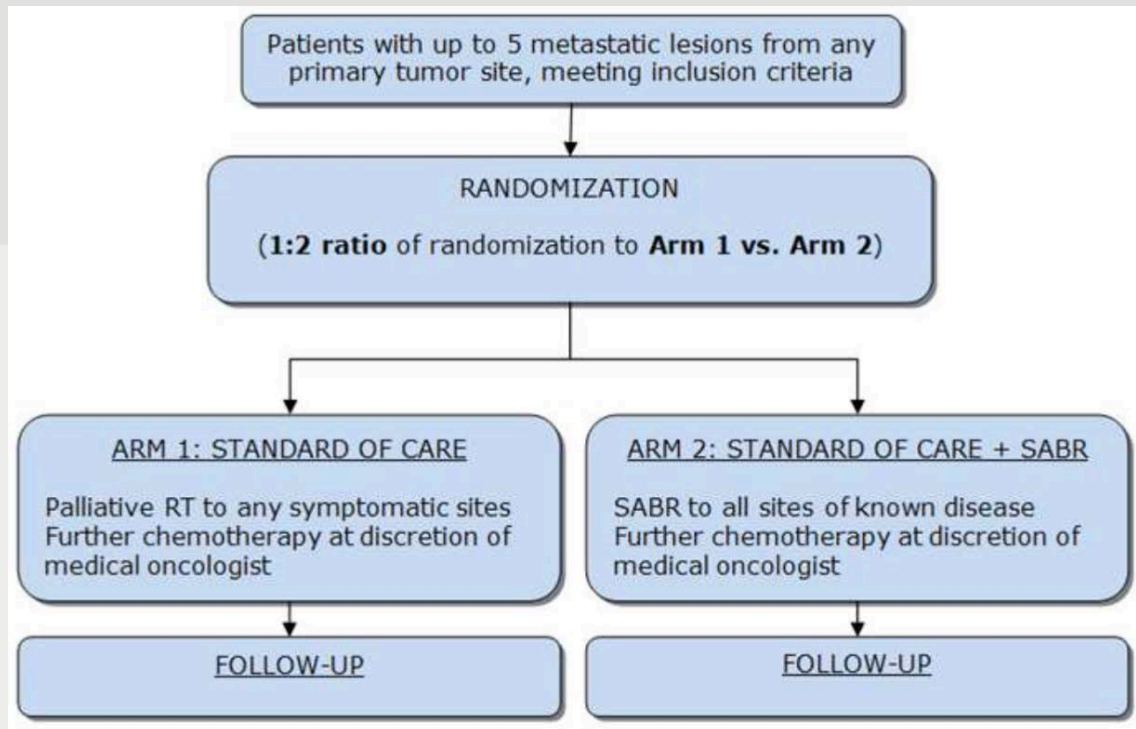 Patients with up to 5 metastatic lesions from any
primary tumor site, meeting inclusion criteria
RANDOMIZATION
(1:2 ratio of randomization to Arm 1 vs. Arm 2)
ARM 1: STANDARD OF CARE
Palliative RT to any symptomatic sites
Further chemotherapy at discretion of
medical oncologist
ARM 2: STANDARD OF CARE + SABR
SABR to all sites of known disease
Further chemotherapy at discretion of
medical oncologist
FOLLOW-UP
FOLLOW-UP